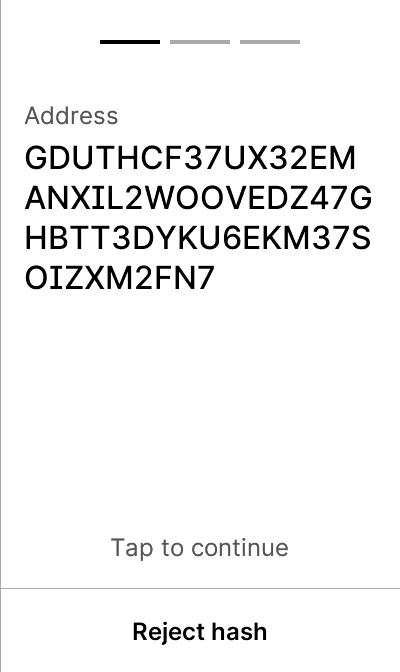 Address
GDUTHCF37UX32EM
ANXIL2WOOVEDZ47G
HBTT3DYKU6EKM37S
OIZXM2FN7
Tap to continue
Reject hash